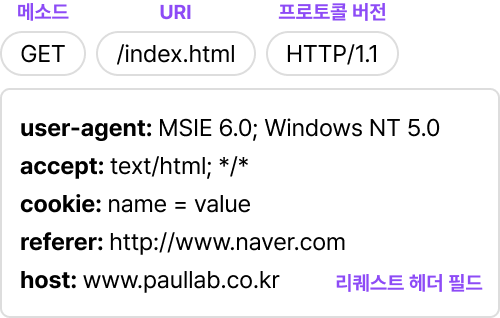 메소드 URI 프로토콜 버전
GET /index.html HTTP/1.1
user-agent: MSIE 6.0; Windows NT 5.0
accept: text/html; */*
cookie: name = value
referer: http://www.naver.com
host: www.paullab.co.kr
리퀘스트 헤더 필드